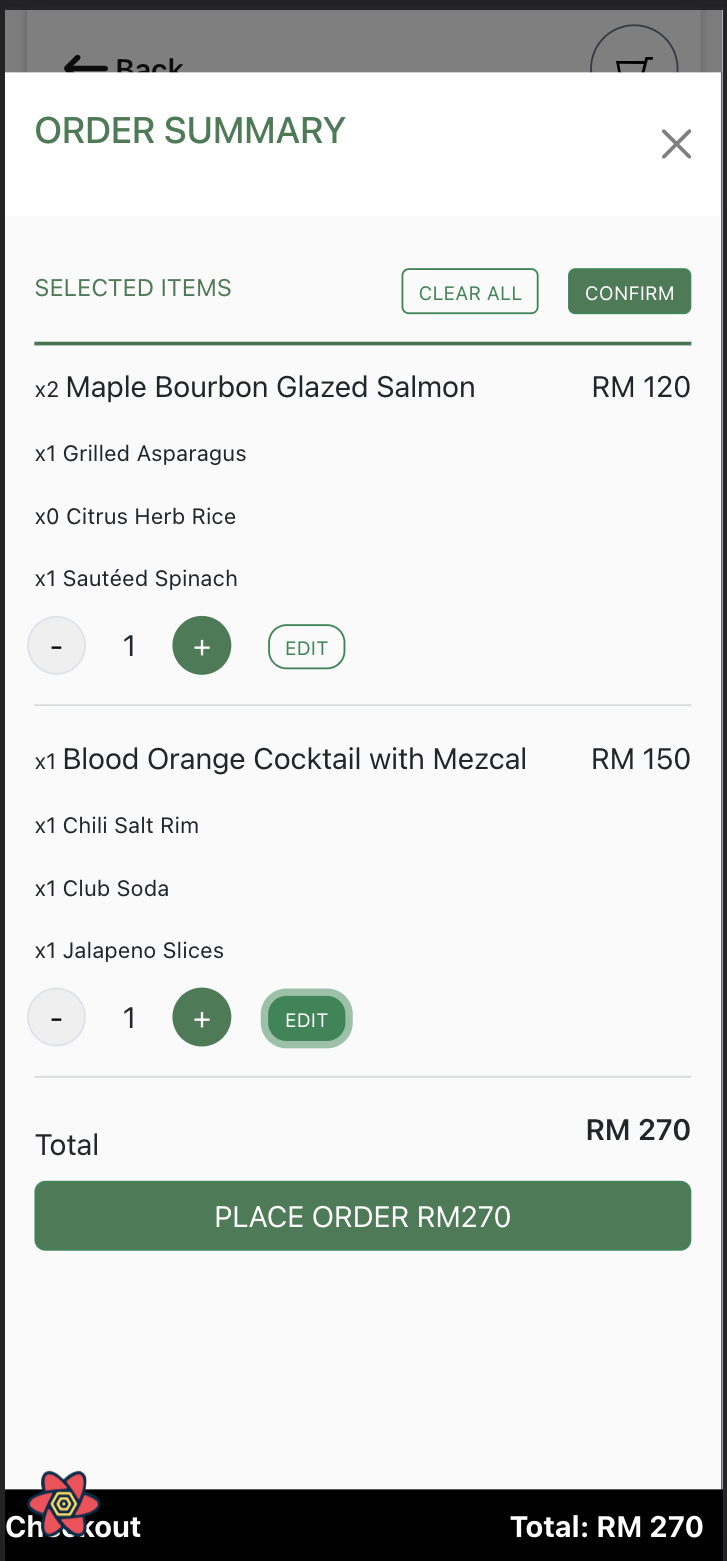 Back
ORDER SUMMARY
SELECTED ITEMS CLEAR ALL CONFIRM
x2 Maple Bourbon Glazed Salmon RM 120
x1 Grilled Asparagus
x0 Citrus Herb Rice
x1 Sautéed Spinach
- 1 + EDIT
x1 Blood Orange Cocktail with Mezcal RM 150
x1 Chili Salt Rim
x1 Club Soda
x1 Jalapeno Slices
- 1 + EDIT
Total RM 270
PLACE ORDER RM270
Checkout Total: RM 270